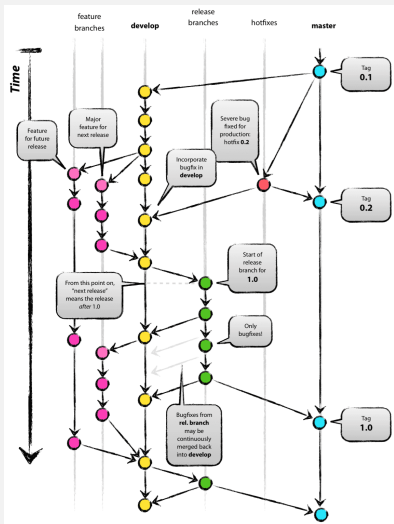 feature
branches
develop
release
branches
hotfixes
master
Time
Tag
0.1
Major
feature for
next release
Feature
for future
release
Severe bug
fixed for
production:
hotfix 0.2
Incorporate
bugfix in
develop
Tag
0.2
Start of
release
branch for
1.0
From this point on,
"next release"
means the release
after 1.0
Only
bugfixes!
Bugfixes from
rel. branch
may be
continuously
merged back
into develop
Tag
1.0